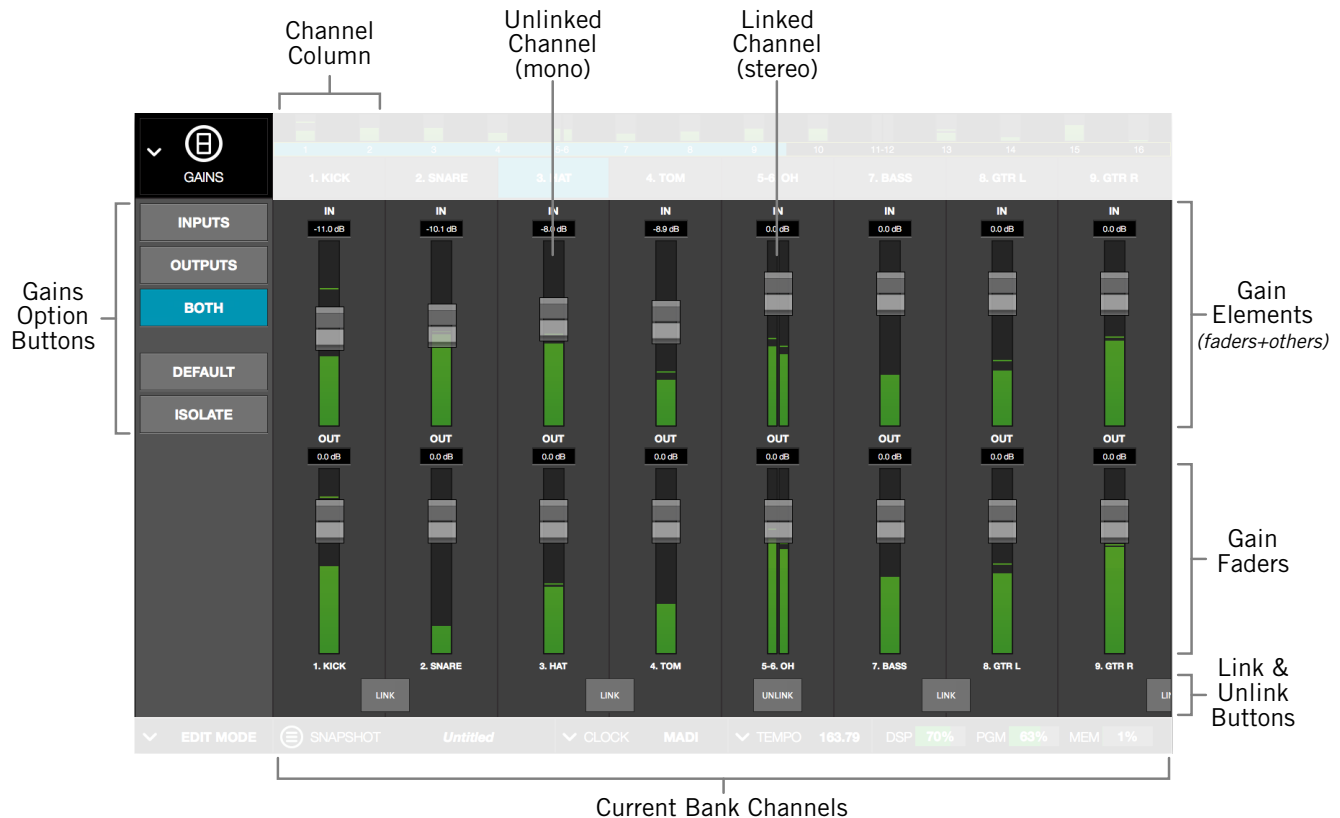 Channel
Column
Unlinked
Channel
(mono)
Linked
Channel
(stereo)
GAINS
1 2 3 4 5-6 7 8 9 10 11-12 13 14 15 16
1. KICK 2. SNARE 3. HAT 4. TOM 5-6. OH 7. BASS 8. GTR L 9. GTR R
Gains
Option
Buttons
INPUTS
OUTPUTS
BOTH
DEFAULT
ISOLATE
IN IN IN IN IN IN IN IN
-11.0 dB -10.1 dB -8.0 dB -8.9 dB 0.0 dB 0.0 dB 0.0 dB 0.0 dB
Gain
Elements
(faders+others)
OUT OUT OUT OUT OUT OUT OUT OUT
0.0 dB 0.0 dB 0.0 dB 0.0 dB 0.0 dB 0.0 dB 0.0 dB 0.0 dB
Gain
Faders
1. KICK 2. SNARE 3. HAT 4. TOM 5-6. OH 7. BASS 8. GTR L 9. GTR R
LINK LINK UNLINK LINK
Link &
Unlink
Buttons
EDIT MODE SNAPSHOT Untitled CLOCK MADI TEMPO 163.79 DSP 70% PGM 63% MEM 1%
Current Bank Channels